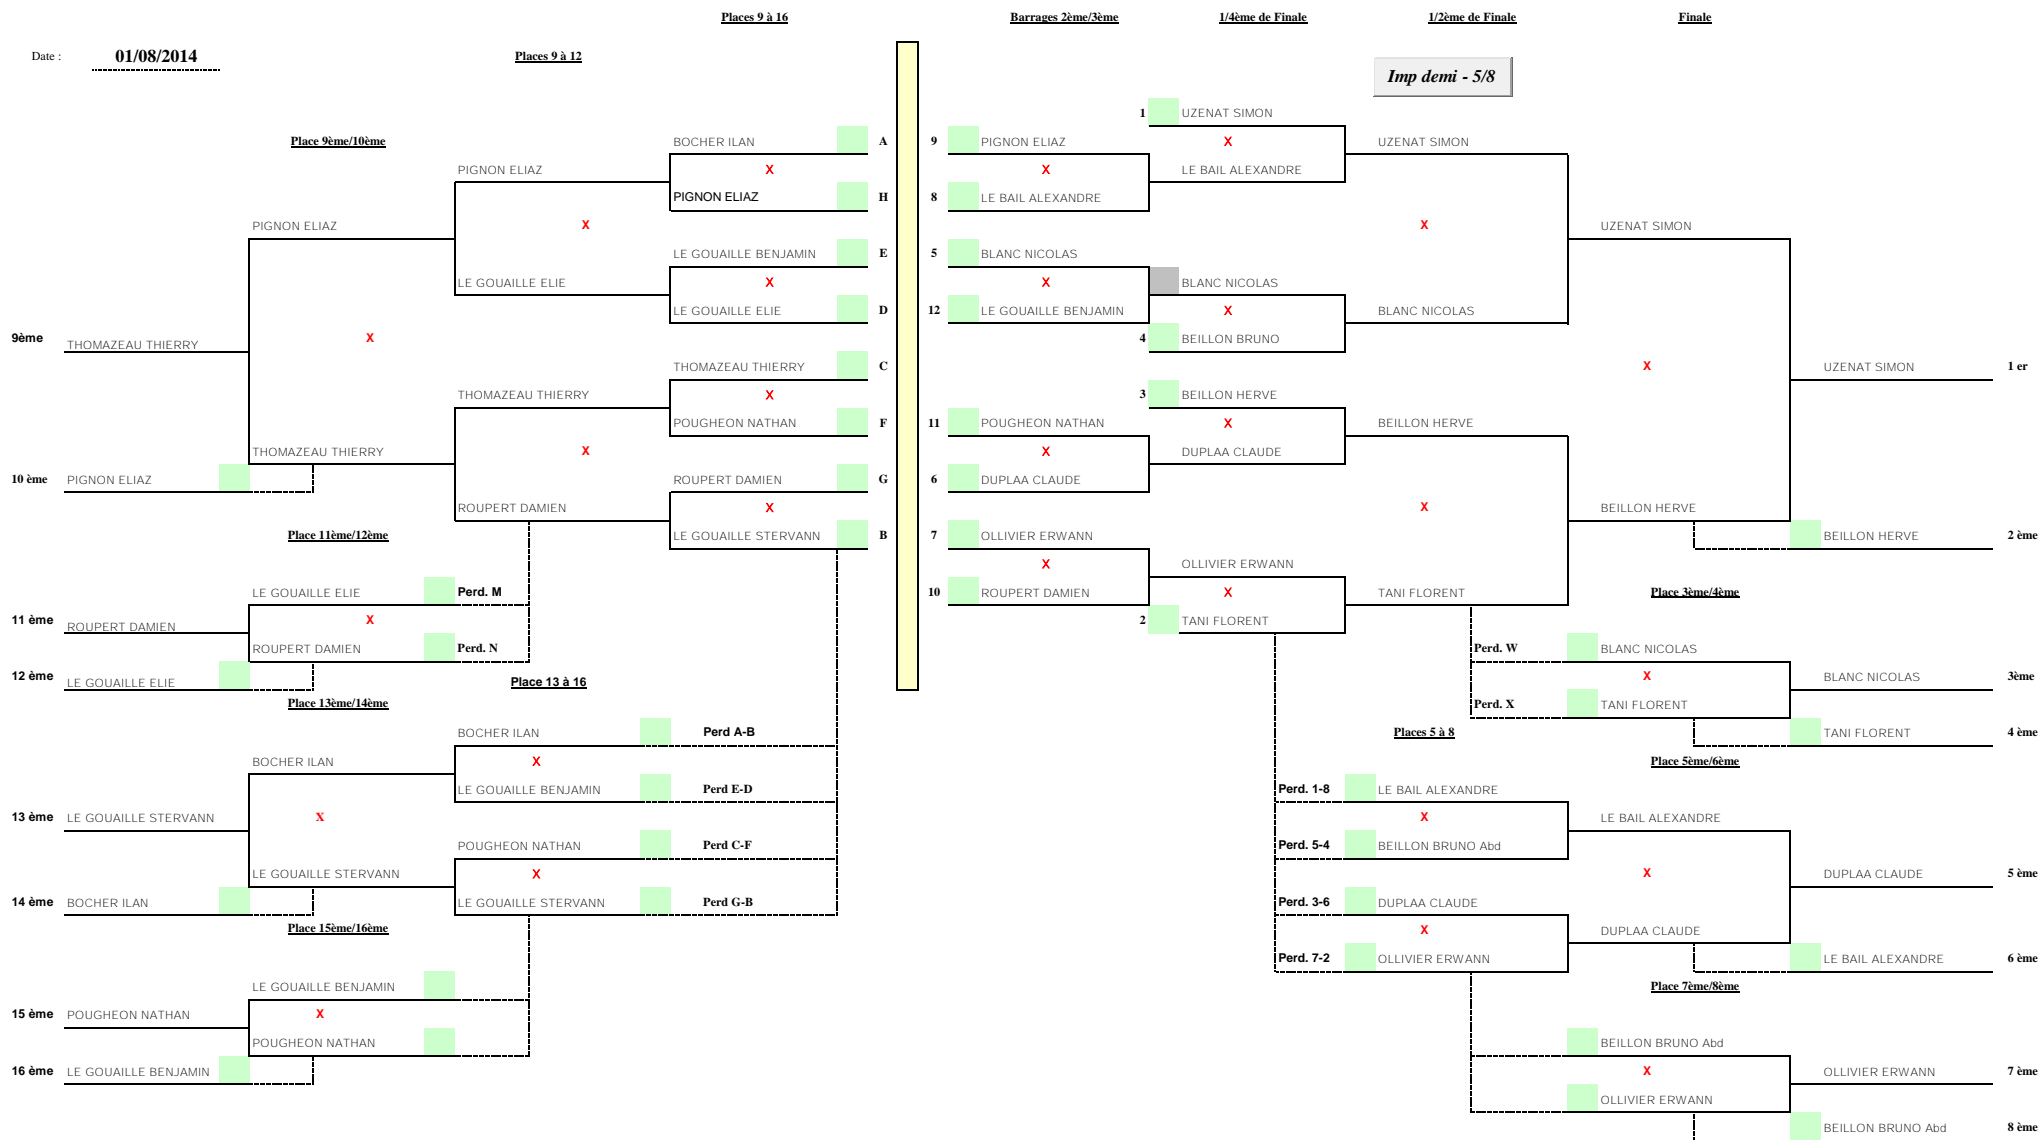 Places 9 à 16
Barrages 2ème/3ème
1/4ème de Finale
1/2ème de Finale
Finale
Date :
01/08/2014
Places 9 à 12
Imp demi - 5/8
1
UZENAT SIMON
Place 9ème/10ème
BOCHER ILAN
A
9
PIGNON ELIAZ
X
UZENAT SIMON
PIGNON ELIAZ
X
X
LE BAIL ALEXANDRE
PIGNON ELIAZ
H
8
LE BAIL ALEXANDRE
PIGNON ELIAZ
X
X
UZENAT SIMON
LE GOUAILLE BENJAMIN
E
5
BLANC NICOLAS
LE GOUAILLE ELIE
X
X
BLANC NICOLAS
LE GOUAILLE ELIE
D
12
LE GOUAILLE BENJAMIN
X
BLANC NICOLAS
9ème
THOMAZEAU THIERRY
X
4
BEILLON BRUNO
THOMAZEAU THIERRY
C
X
UZENAT SIMON
1 er
THOMAZEAU THIERRY
X
3
BEILLON HERVE
POUGHEON NATHAN
F
11
POUGHEON NATHAN
X
BEILLON HERVE
THOMAZEAU THIERRY
X
X
DUPLAA CLAUDE
10 ème
PIGNON ELIAZ
ROUPERT DAMIEN
G
6
DUPLAA CLAUDE
ROUPERT DAMIEN
X
X
BEILLON HERVE
Place 11ème/12ème
LE GOUAILLE STERVANN
B
7
OLLIVIER ERWANN
BEILLON HERVE
2 ème
X
OLLIVIER ERWANN
LE GOUAILLE ELIE
Perd. M
10
ROUPERT DAMIEN
X
TANI FLORENT
Place 3ème/4ème
11 ème
ROUPERT DAMIEN
X
2
TANI FLORENT
ROUPERT DAMIEN
Perd. N
Perd. W
BLANC NICOLAS
12 ème
LE GOUAILLE ELIE
Place 13 à 16
X
BLANC NICOLAS
3ème
Place 13ème/14ème
Perd. X
TANI FLORENT
BOCHER ILAN
Perd A-B
Places 5 à 8
TANI FLORENT
4 ème
BOCHER ILAN
X
Place 5ème/6ème
LE GOUAILLE BENJAMIN
Perd E-D
Perd. 1-8
LE BAIL ALEXANDRE
13 ème
LE GOUAILLE STERVANN
X
X
LE BAIL ALEXANDRE
POUGHEON NATHAN
Perd C-F
Perd. 5-4
BEILLON BRUNO Abd
LE GOUAILLE STERVANN
X
X
DUPLAA CLAUDE
5 ème
14 ème
BOCHER ILAN
LE GOUAILLE STERVANN
Perd G-B
Perd. 3-6
DUPLAA CLAUDE
Place 15ème/16ème
X
DUPLAA CLAUDE
Perd. 7-2
OLLIVIER ERWANN
LE BAIL ALEXANDRE
6 ème
LE GOUAILLE BENJAMIN
Place 7ème/8ème
15 ème
POUGHEON NATHAN
X
POUGHEON NATHAN
BEILLON BRUNO Abd
16 ème
LE GOUAILLE BENJAMIN
X
OLLIVIER ERWANN
7 ème
OLLIVIER ERWANN
BEILLON BRUNO Abd
8 ème